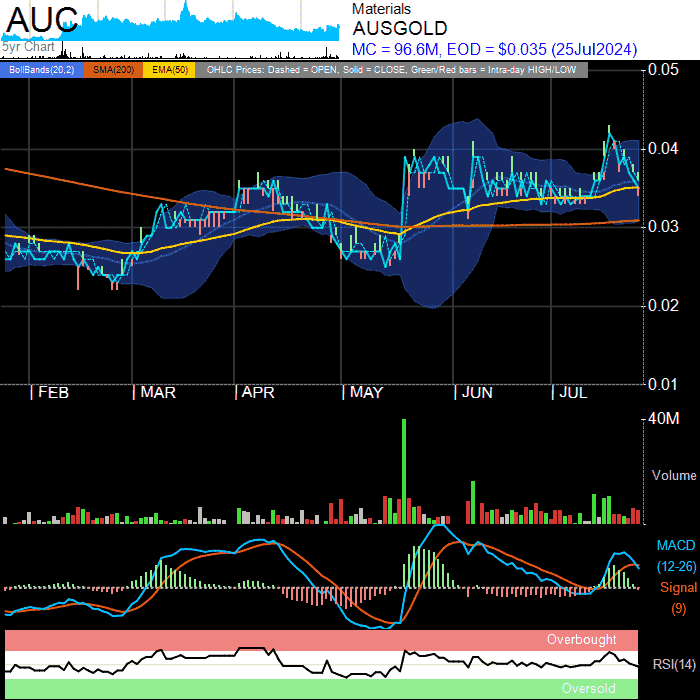 AUC
5yr Chart
Materials
AUSGOLD
MC = 96.6M, EOD = $0.035 (25Jul2024)
BollBands(20,2) SMA(200) EMA(50) OHLC Prices: Dashed = OPEN, Solid = CLOSE, Green/Red bars = Intra-day HIGH/LOW
0.05
0.04
0.03
0.02
0.01
| FEB | MAR | APR | MAY | JUN | JUL
40M
Volume
MACD
(12-26)
Signal
(9)
Overbought
RSI(14)
Oversold